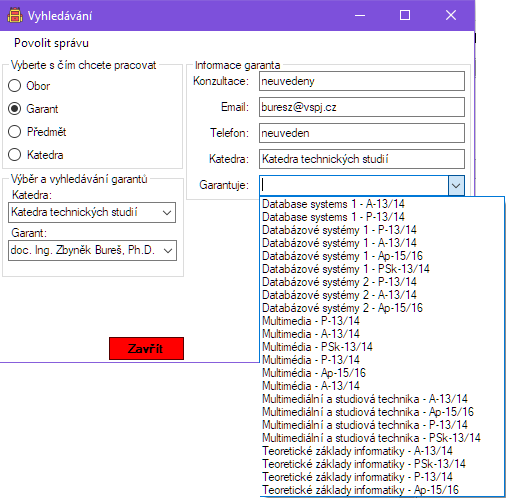 Vyhledávání
Povolit správu
Vyberte s čím chcete pracovat
Obor
Garant
Předmět
Katedra
Výběr a vyhledávání garantů
Katedra:
Katedra technických studií
Garant:
doc. Ing. Zbyněk Bureš, Ph.D.
Zavřít
Infomace garanta
Konzultace: neuvedeny
Email: buresz@vspj.cz
Telefon: neuveden
Katedra: Katedra technických studií
Garantuje:
Database systems 1 - A-13/14
Database systems 1 - P-13/14
Databázové systémy 1 - P-13/14
Databázové systémy 1 - A-13/14
Databázové systémy 1 - Ap-15/16
Databázové systémy 1 - PSk-13/14
Databázové systémy 2 - P-13/14
Databázové systémy 2 - A-13/14
Databázové systémy 2 - Ap-15/16
Multimedia - P-13/14
Multimedia - A-13/14
Multimédia - PSk-13/14
Multimédia - P-13/14
Multimédia - Ap-15/16
Multimédia - A-13/14
Multimediální a studiová technika - A-13/14
Multimediální a studiová technika - Ap-15/16
Multimediální a studiová technika - P-13/14
Multimediální a studiová technika - PSk-13/14
Teoretické základy informatiky - A-13/14
Teoretické základy informatiky - PSk-13/14
Teoretické základy informatiky - P-13/14
Teoretické základy informatiky - Ap-15/16